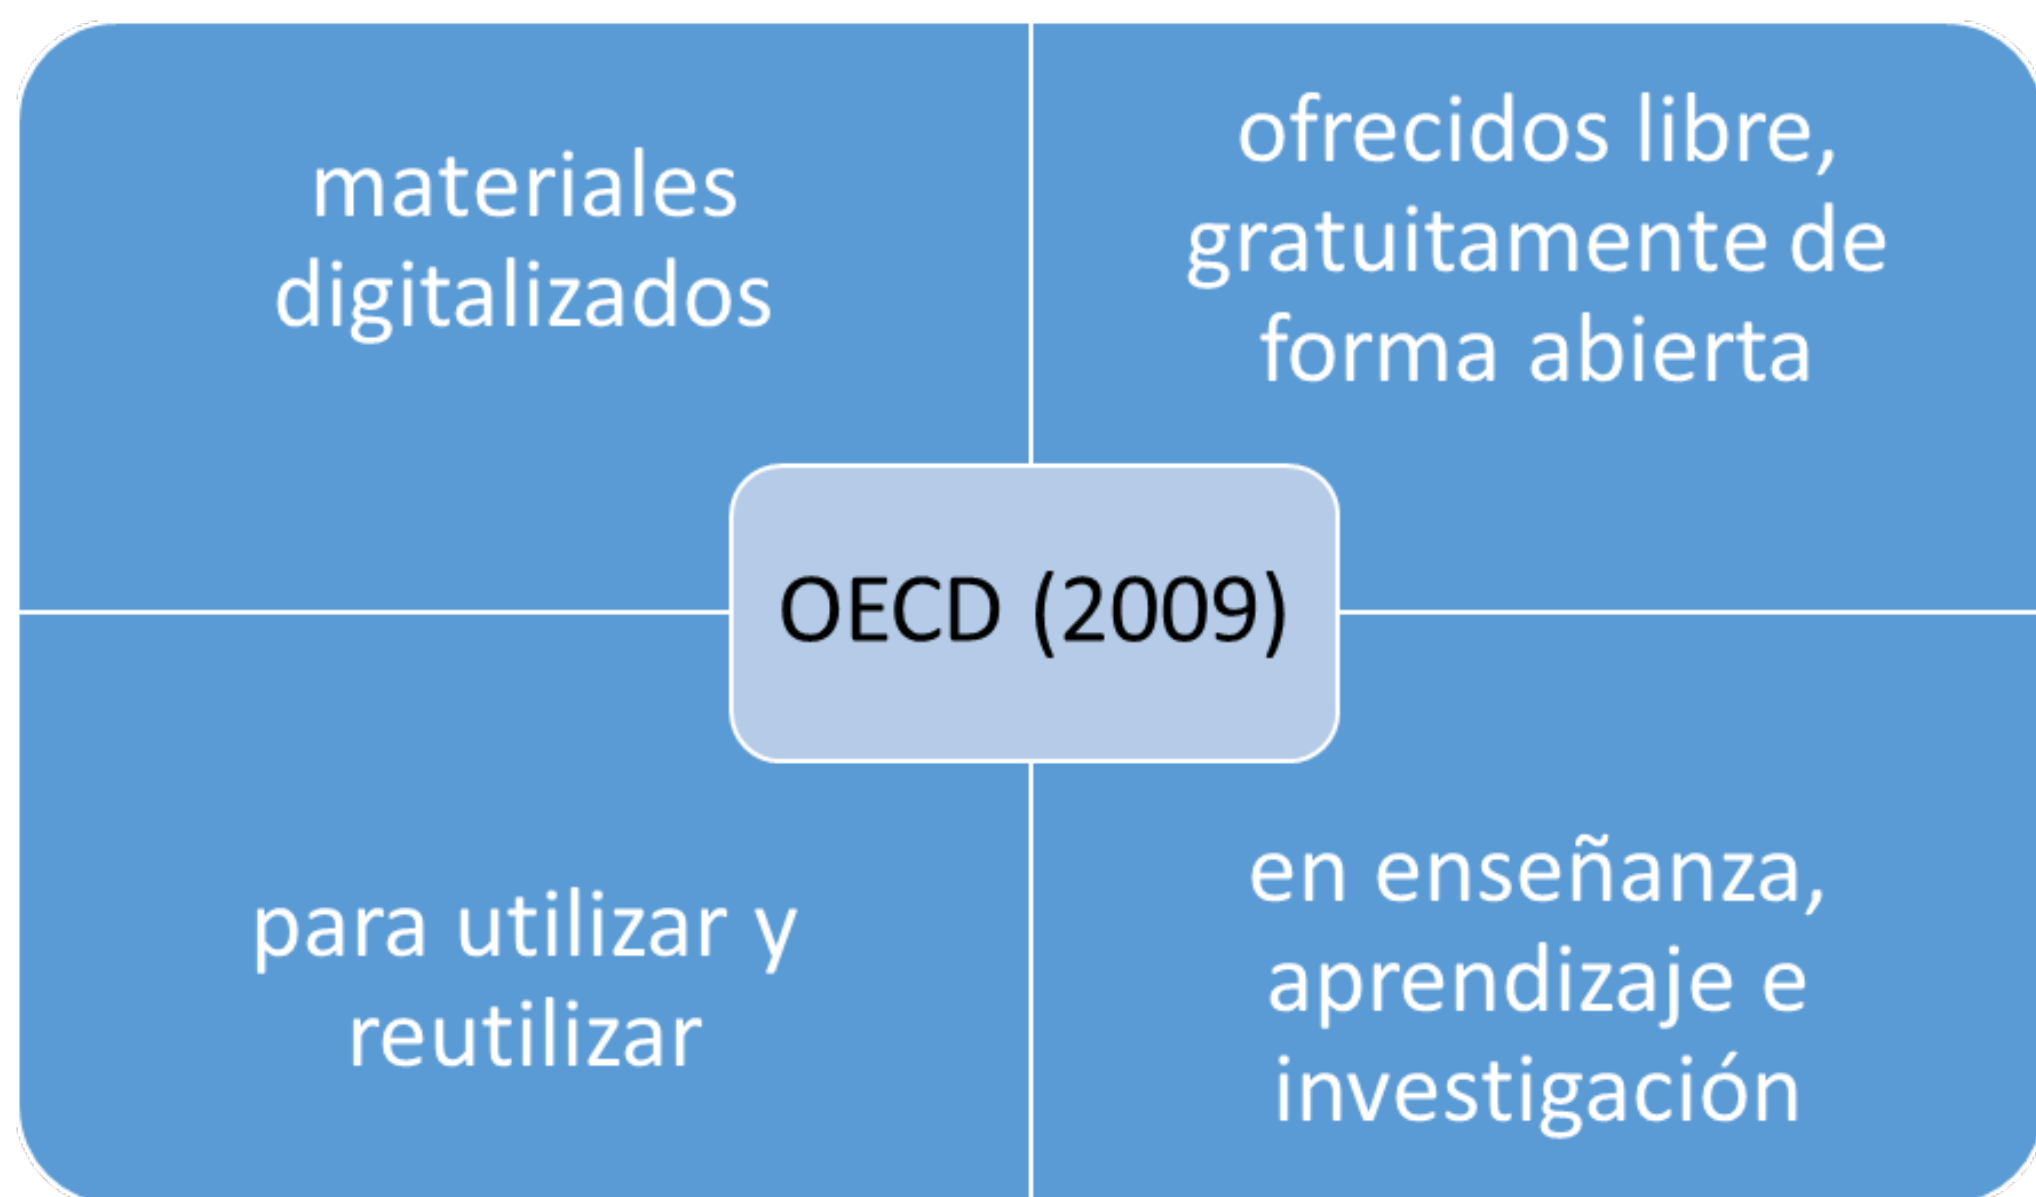 materiales
digitalizados
ofrecidos libre,
gratuitamente de
forma abierta
OECD (2009)
para utilizar y
reutilizar
en enseñanza,
aprendizaje e
investigación